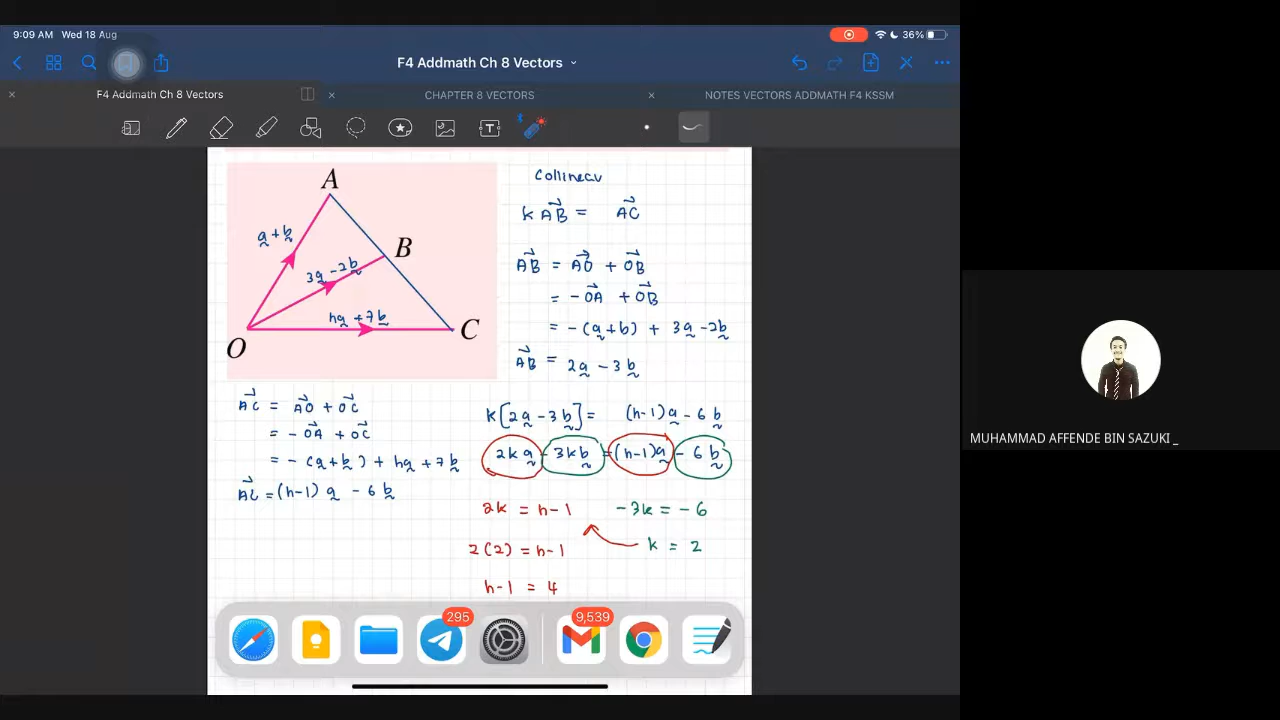 9:09 AM Wed 18 Aug
36%
F4 Addmath Ch 8 Vectors
F4 Addmath Ch 8 Vectors
CHAPTER 8 VECTORS
NOTES VECTORS ADDMATH F4 KSSM
A
B
C
O
a + b
3a - 2b
ha + 7b
Collinear
k AB = AC
AB = AO + OB
= - OA + OB
= -(a + b) + 3a - 2b
AB = 2a - 3b
AC = AO + OC
= - OA + OC
= - (a + b) + ha + 7b
AC = (h-1) a - 6b
k[2a - 3b] = (h-1)a - 6b
2ka - 3kb = (h-1)a - 6b
2k = h-1
-3k = -6
2(2) = h-1
k = 2
h-1 = 4
295
9,539
MUHAMMAD AFFENDE BIN SAZUKI _